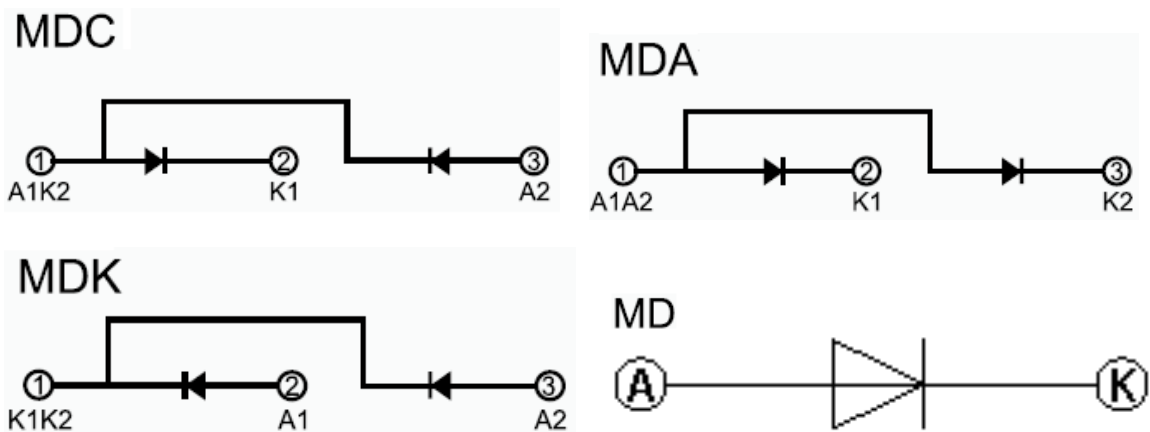 MDC
1 2 3
A1K2 K1 A2
MDA
1 2 3
A1A2 K1 K2
MDK
1 2 3
K1K2 A1 A2
MD
A K